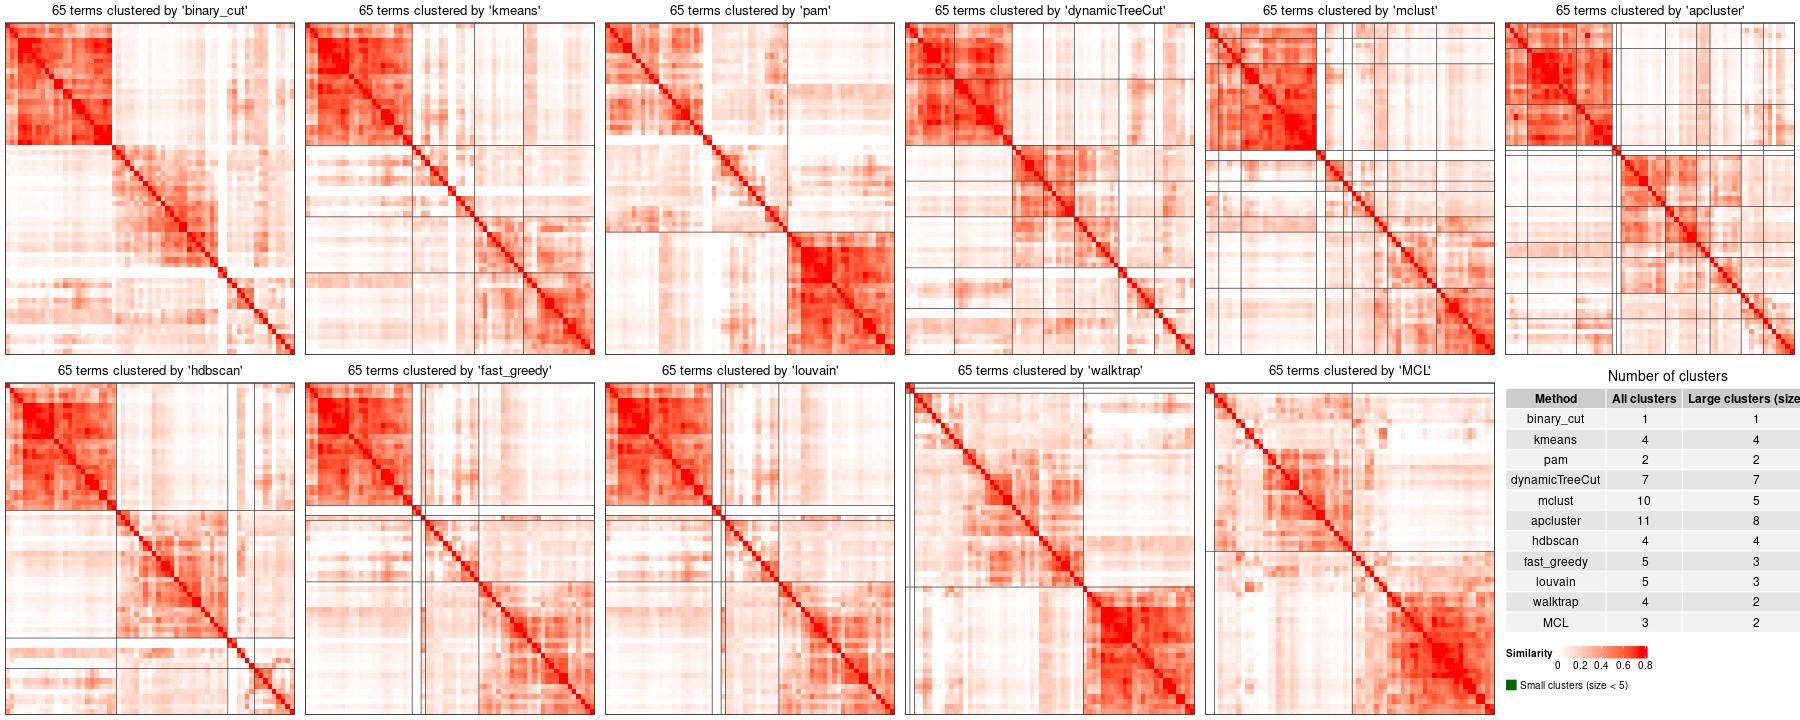 65 terms clustered by 'binary_cut'
65 terms clustered by 'kmeans'
65 terms clustered by 'pam'
65 terms clustered by 'dynamicTreeCut'
65 terms clustered by 'mclust'
65 terms clustered by 'apcluster'
65 terms clustered by 'hdbscan'
65 terms clustered by 'fast_greedy'
65 terms clustered by 'louvain'
65 terms clustered by 'walktrap'
65 terms clustered by 'MCL'
Number of clusters
Method All clusters Large clusters (size
binary_cut 1 1
kmeans 4 4
pam 2 2
dynamicTreeCut 7 7
mclust 10 5
apcluster 11 8
hdbscan 4 4
fast_greedy 5 3
louvain 5 3
walktrap 4 2
MCL 3 2
Similarity
0 0.2 0.4 0.6 0.8
Small clusters (size < 5)